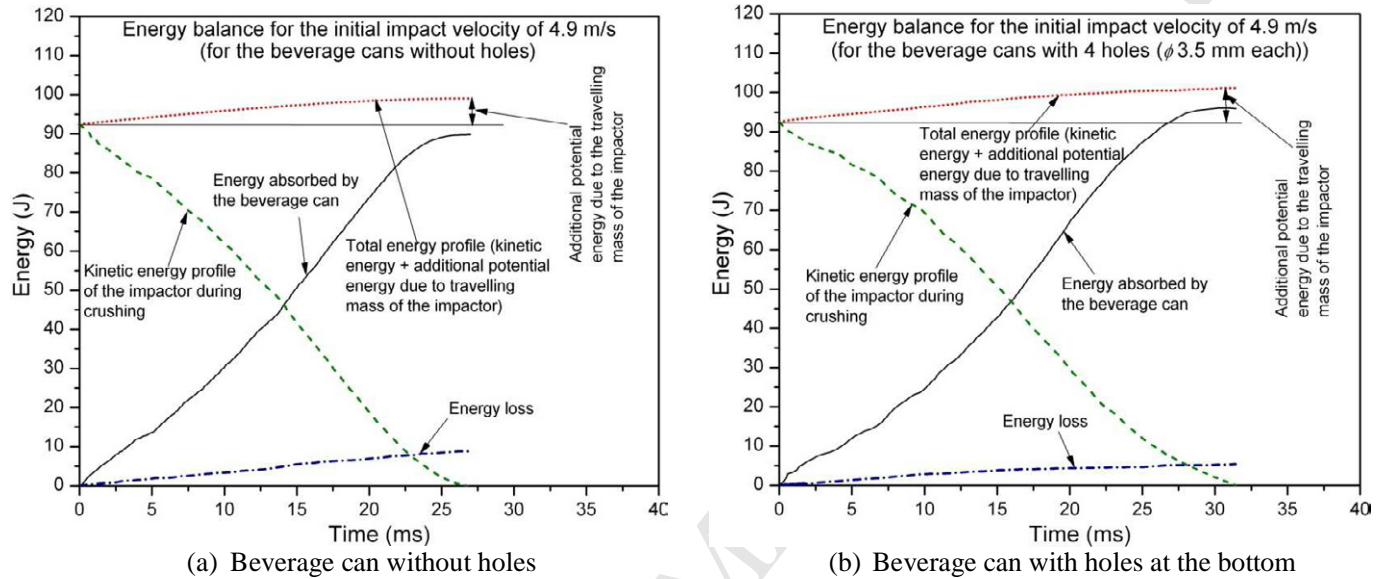 Energy balance for the initial impact velocity of 4.9 m/s
(for the beverage cans without holes)
120
110
100
90
80
70
60
50
40
30
20
10
0
Energy (J)
Energy absorbed by
the beverage can
Kinetic energy profile
of the impactor during
crushing
Total energy profile (kinetic
energy + additional potential
energy due to travelling
mass of the impactor)
Additional potential
energy due to the travelling
mass of the impactor
Energy loss
0 5 10 15 20 25 30 35 40
Time (ms)
(a) Beverage can without holes
Energy balance for the initial impact velocity of 4.9 m/s
(for the beverage cans with 4 holes (ϕ3.5 mm each))
120
110
100
90
80
70
60
50
40
30
20
10
0
Energy (J)
Total energy profile (kinetic
energy + additional potential
energy due to travelling
mass of the impactor)
Kinetic energy profile
of the impactor during
crushing
Energy absorbed by
the beverage can
Additional potential
energy due to the travelling
mass of the impactor
Energy loss
0 5 10 15 20 25 30 35 40
Time (ms)
(b) Beverage can with holes at the bottom